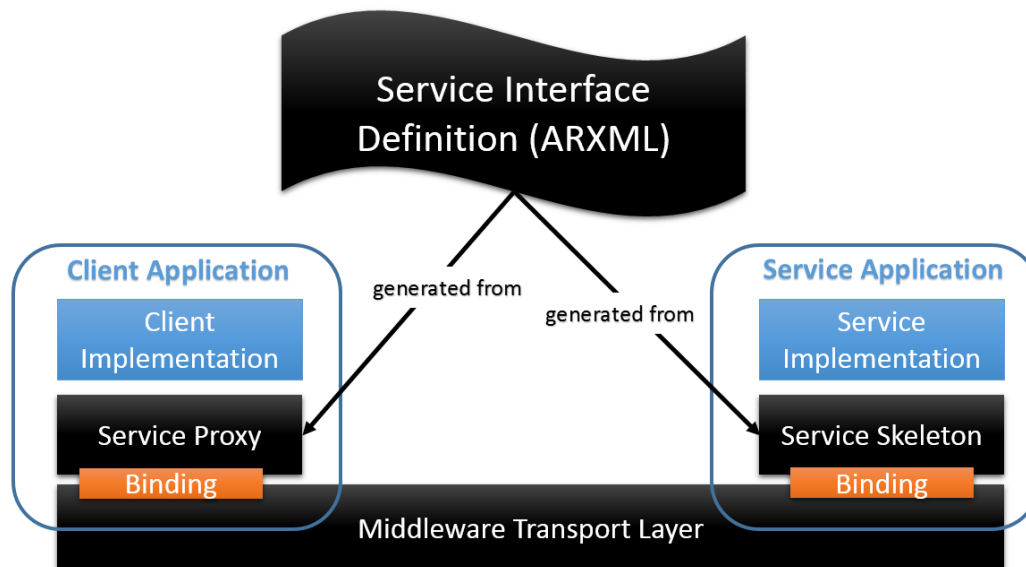 Service Interface
Definition (ARXML)
Client Application
Service Application
generated from
generated from
Client
Implementation
Service
Implementation
Service Proxy
Service Skeleton
Binding
Binding
Middleware Transport Layer